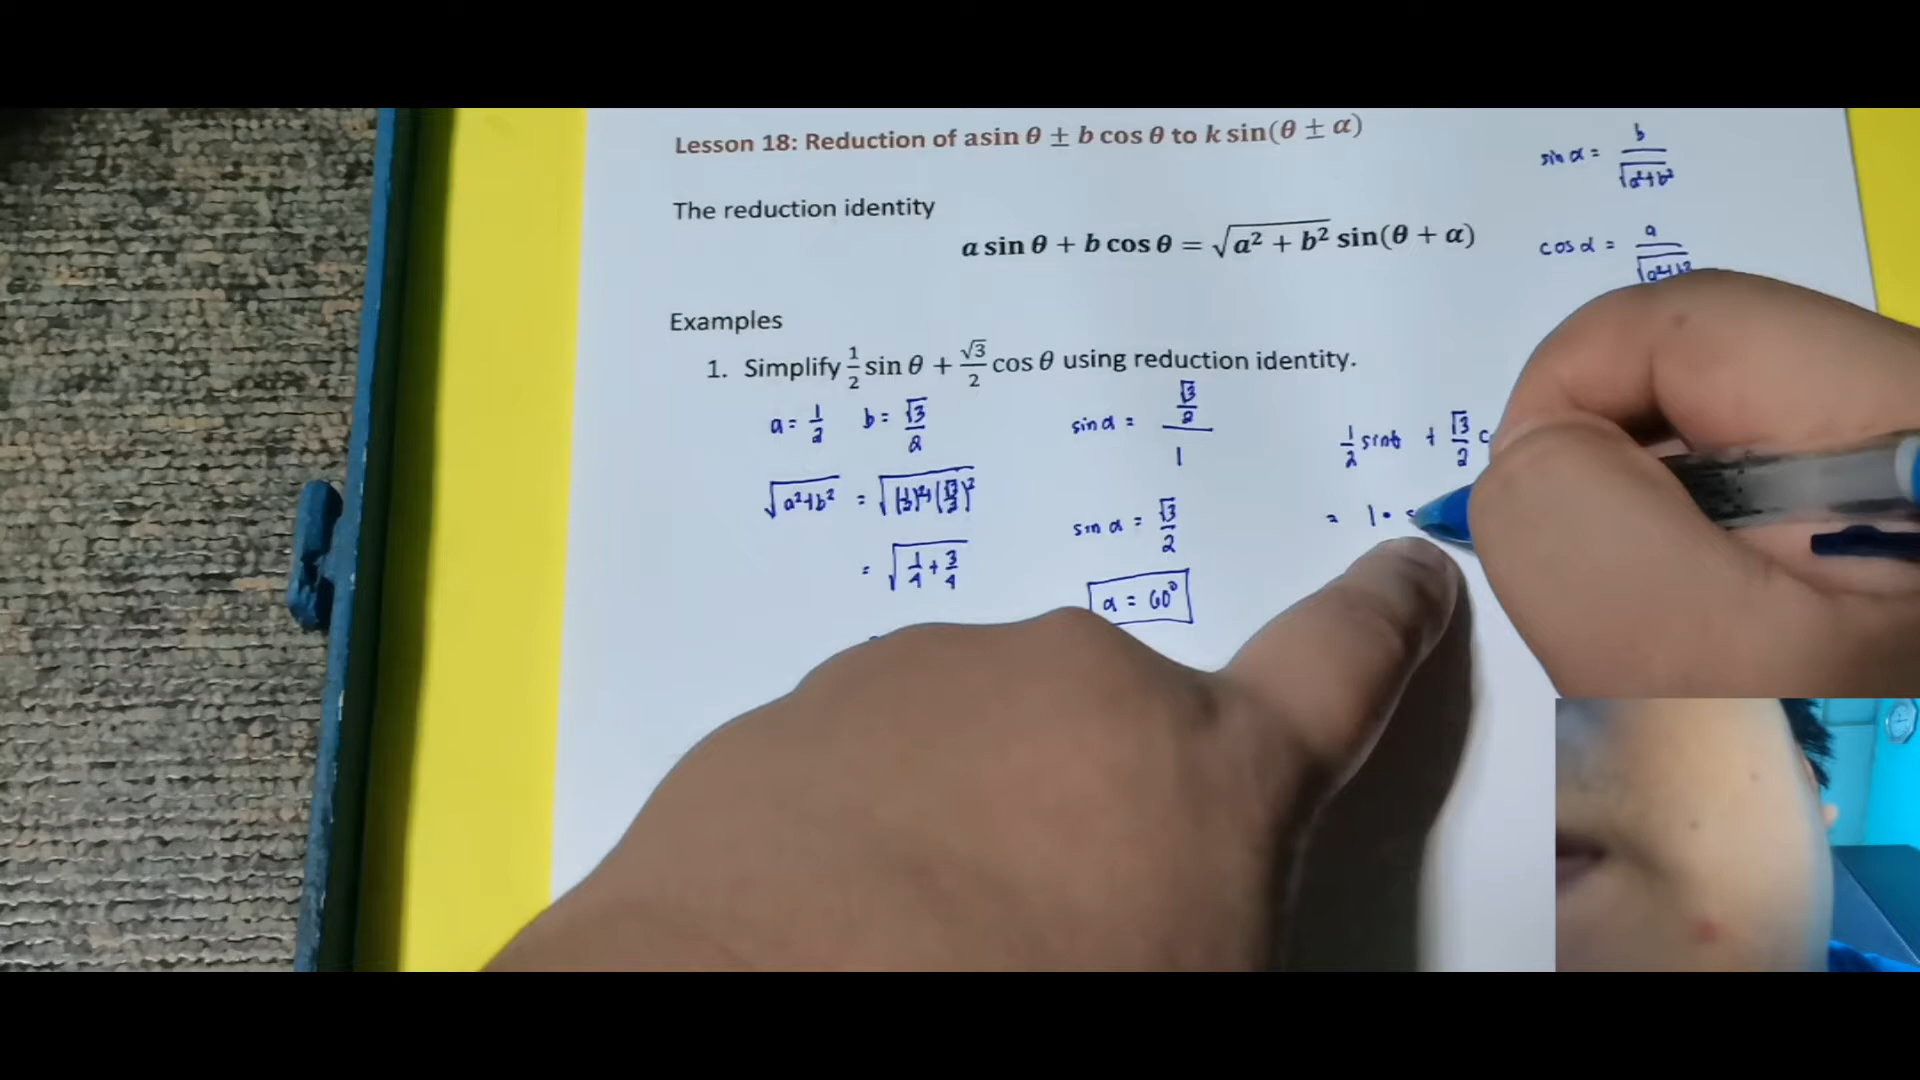 Lesson 18: Reduction of asin θ ± b cos θ to k sin(θ ± α)
sin α = b / √a²+b²
The reduction identity
a sin θ + b cos θ = √a² + b² sin(θ + α)
cos α = a / √a²+b²
Examples
1. Simplify 1/2 sin θ + √3/2 cos θ using reduction identity.
a = 1/2 b = √3/2
sin α = √3/2 / 1
1/2 sin θ + √3/2 c
√a²+b² = √(1/2)²+(√3/2)²
sin α = √3/2
= 1 •
= √1/4 + 3/4
α = 60°